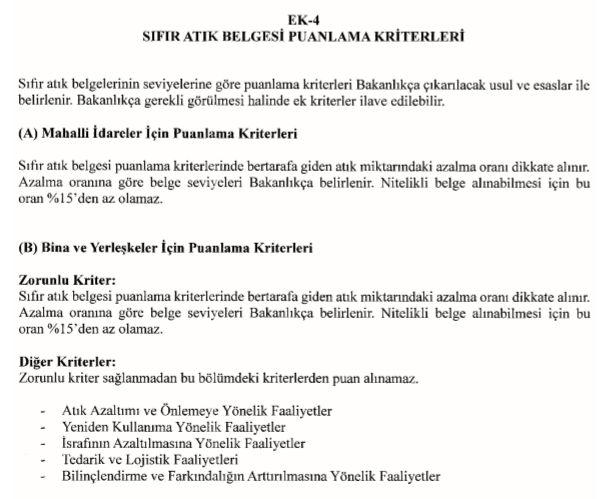 EK-4
SIFIR ATIK BELGESİ PUANLAMA KRİTERLERİ
Sıfır atık belgelerinin seviyelerine göre puanlama kriterleri Bakanlıkça çıkarılacak usul ve esaslar ile
belirlenir. Bakanlıkça gerekli görülmesi halinde ek kriterler ilave edilebilir.
(A) Mahalli İdareler İçin Puanlama Kriterleri
Sıfır atık belgesi puanlama kriterlerinde bertarafa giden atık miktarındaki azalma oranı dikkate alınır.
Azalma oranına göre belge seviyeleri Bakanlıkça belirlenir. Nitelikli belge alınabilmesi için bu
oran %15'den az olamaz.
(B) Bina ve Yerleşkeler İçin Puanlama Kriterleri
Zorunlu Kriter:
Sıfır atık belgesi puanlama kriterlerinde bertarafa giden atık miktarındaki azalma oranı dikkate alınır.
Azalma oranına göre belge seviyeleri Bakanlıkça belirlenir. Nitelikli belge alınabilmesi için bu
oran %15'den az olamaz.
Diğer Kriterler:
Zorunlu kriter sağlanmadan bu bölümdeki kriterlerden puan alınamaz.
- Atık Azaltımı ve Önlemeye Yönelik Faaliyetler
- Yeniden Kullanıma Yönelik Faaliyetler
- İsrafının Azaltılmasına Yönelik Faaliyetler
- Tedarik ve Lojistik Faaliyetleri
- Bilinçlendirme ve Farkındalığın Arttırılmasına Yönelik Faaliyetler